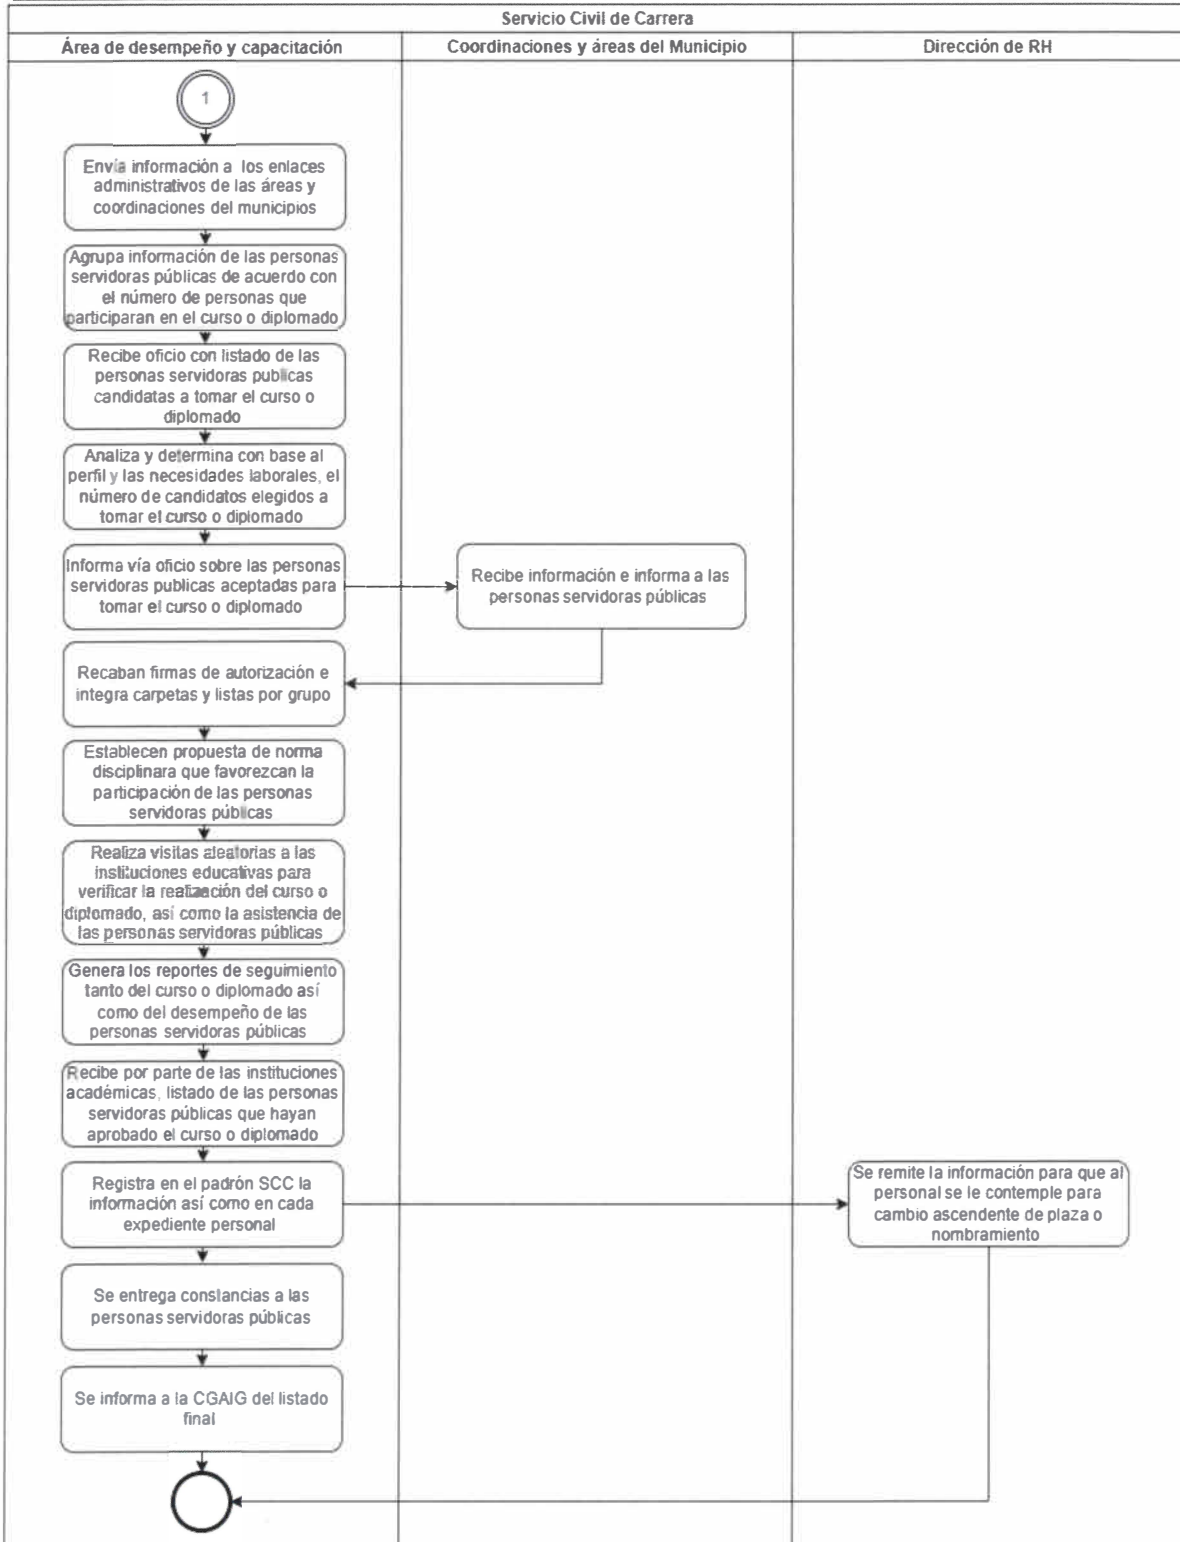 Servicio Civil de Carrera
Área de desempeño y capacitación
Coordinaciones y áreas del Municipio
Dirección de RH
1
Envía información a los enlaces
administrativos de las áreas y
coordinaciones del municipios
Agrupa información de las personas
servidoras públicas de acuerdo con
el número de personas que
participaran en el curso o diplomado
Recibe oficio con listado de las
personas servidoras publicas
candidatas a tomar el curso o
diplomado
Analiza y determina con base al
perfil y las necesidades laborales, el
número de candidatos elegidos a
tomar el curso o diplomado
Informa vía oficio sobre las personas
servidoras publicas aceptadas para
tomar el curso o diplomado
Recibe información e informa a las
personas servidoras públicas
Recaban firmas de autorización e
integra carpetas y listas por grupo
Establecen propuesta de norma
disciplinara que favorezcan la
participación de las personas
servidoras públicas
Realiza visitas aleatorias a las
instituciones educativas para
verificar la realización del curso o
diplomado, así como la asistencia de
las personas servidoras públicas
Genera los reportes de seguimiento
tanto del curso o diplomado así
como del desempeño de las
personas servidoras públicas
Recibe por parte de las instituciones
académicas, listado de las personas
servidoras públicas que hayan
aprobado el curso o diplomado
Registra en el padrón SCC la
información así como en cada
expediente personal
Se remite la información para que al
personal se le contemple para
cambio ascendente de plaza o
nombramiento
Se entrega constancias a las
personas servidoras públicas
Se informa a la CGAIG del listado
final